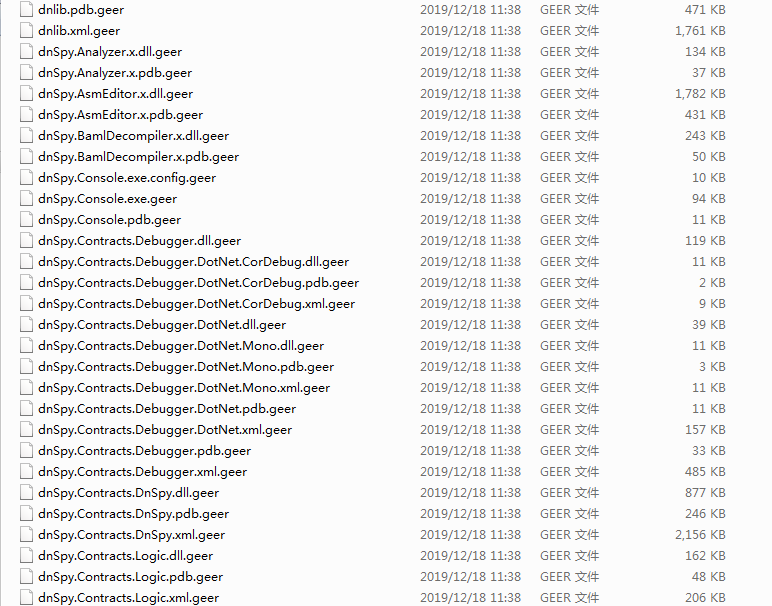 dnlib.pdb.geer 2019/12/18 11:38 GEER 文件 471 KB
dnlib.xml.geer 2019/12/18 11:38 GEER 文件 1,761 KB
dnSpy.Analyzer.x.dll.geer 2019/12/18 11:38 GEER 文件 134 KB
dnSpy.Analyzer.x.pdb.geer 2019/12/18 11:38 GEER 文件 37 KB
dnSpy.AsmEditor.x.dll.geer 2019/12/18 11:38 GEER 文件 1,782 KB
dnSpy.AsmEditor.x.pdb.geer 2019/12/18 11:38 GEER 文件 431 KB
dnSpy.BamlDecompiler.x.dll.geer 2019/12/18 11:38 GEER 文件 243 KB
dnSpy.BamlDecompiler.x.pdb.geer 2019/12/18 11:38 GEER 文件 50 KB
dnSpy.Console.exe.config.geer 2019/12/18 11:38 GEER 文件 10 KB
dnSpy.Console.exe.geer 2019/12/18 11:38 GEER 文件 94 KB
dnSpy.Console.pdb.geer 2019/12/18 11:38 GEER 文件 11 KB
dnSpy.Contracts.Debugger.dll.geer 2019/12/18 11:38 GEER 文件 119 KB
dnSpy.Contracts.Debugger.DotNet.CorDebug.dll.geer 2019/12/18 11:38 GEER 文件 11 KB
dnSpy.Contracts.Debugger.DotNet.CorDebug.pdb.geer 2019/12/18 11:38 GEER 文件 2 KB
dnSpy.Contracts.Debugger.DotNet.CorDebug.xml.geer 2019/12/18 11:38 GEER 文件 9 KB
dnSpy.Contracts.Debugger.DotNet.dll.geer 2019/12/18 11:38 GEER 文件 39 KB
dnSpy.Contracts.Debugger.DotNet.Mono.dll.geer 2019/12/18 11:38 GEER 文件 11 KB
dnSpy.Contracts.Debugger.DotNet.Mono.pdb.geer 2019/12/18 11:38 GEER 文件 3 KB
dnSpy.Contracts.Debugger.DotNet.Mono.xml.geer 2019/12/18 11:38 GEER 文件 11 KB
dnSpy.Contracts.Debugger.DotNet.pdb.geer 2019/12/18 11:38 GEER 文件 11 KB
dnSpy.Contracts.Debugger.DotNet.xml.geer 2019/12/18 11:38 GEER 文件 157 KB
dnSpy.Contracts.Debugger.pdb.geer 2019/12/18 11:38 GEER 文件 33 KB
dnSpy.Contracts.Debugger.xml.geer 2019/12/18 11:38 GEER 文件 485 KB
dnSpy.Contracts.DnSpy.dll.geer 2019/12/18 11:38 GEER 文件 877 KB
dnSpy.Contracts.DnSpy.pdb.geer 2019/12/18 11:38 GEER 文件 246 KB
dnSpy.Contracts.DnSpy.xml.geer 2019/12/18 11:38 GEER 文件 2,156 KB
dnSpy.Contracts.Logic.dll.geer 2019/12/18 11:38 GEER 文件 162 KB
dnSpy.Contracts.Logic.pdb.geer 2019/12/18 11:38 GEER 文件 48 KB
dnSpy.Contracts.Logic.xml.geer 2019/12/18 11:38 GEER 文件 206 KB